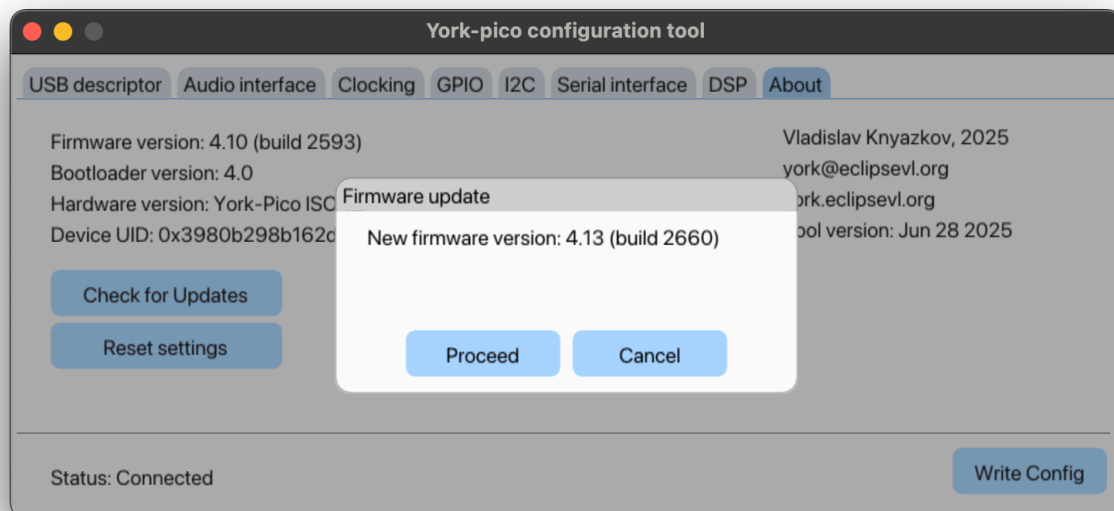 York-pico configuration tool
USB descriptor Audio interface Clocking GPIO I2C Serial interface DSP About
Firmware version: 4.10 (build 2593)
Bootloader version: 4.0
Hardware version: York-Pico ISO
Device UID:
Check for Updates
Reset settings
Vladislav Knyazkov, 2025
york@eclipsevl.org
ork.eclipsevl.org
version: Jun 28 2025
Firmware update
New firmware version: 4.13 (build 2660)
Proceed Cancel
Status: Connected
Write Config